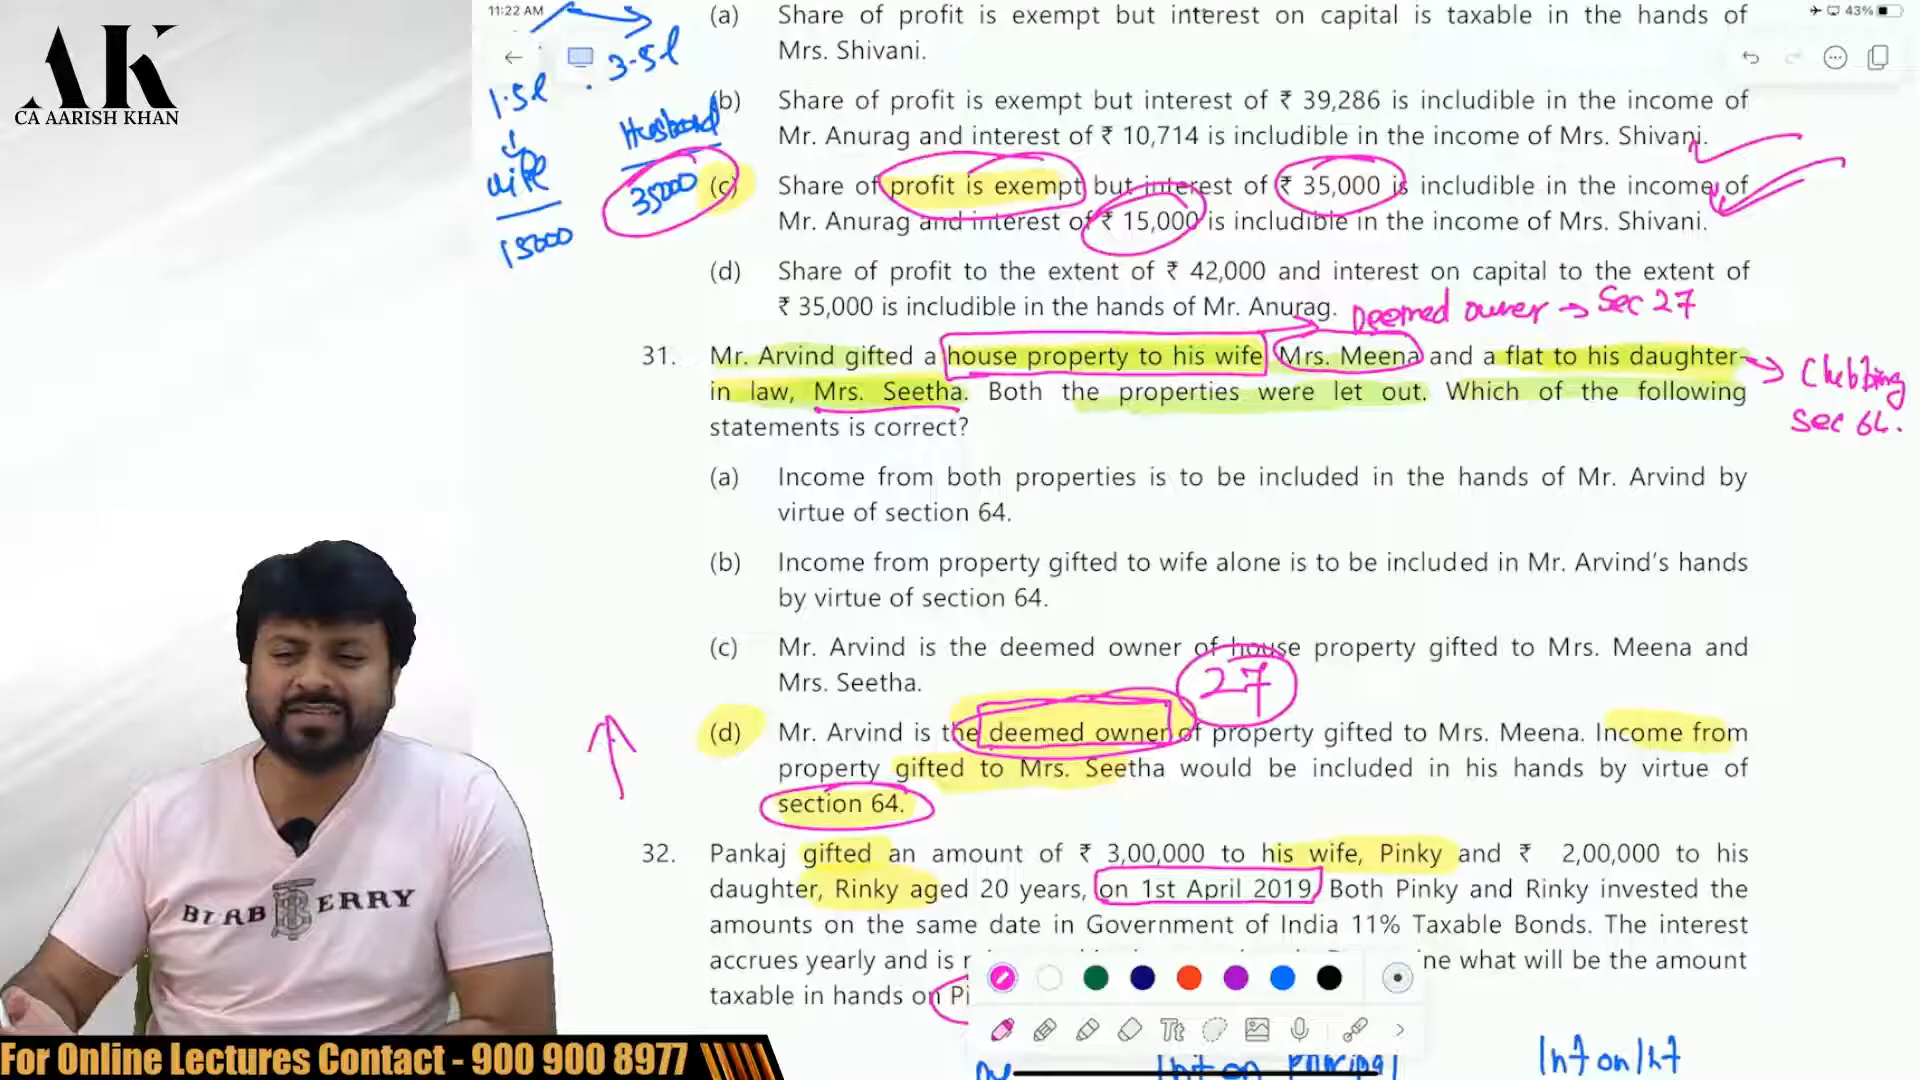 11:22 AM
43%
AK
CA AARISH KHAN
(a) Share of profit is exempt but interest on capital is taxable in the hands of
Mrs. Shivani.
3.5l
1.5l
Husband
wife
35000
15000
(b) Share of profit is exempt but interest of ₹ 39,286 is includible in the income of
Mr. Anurag and interest of ₹ 10,714 is includible in the income of Mrs. Shivani.
(c) Share of profit is exempt but interest of ₹ 35,000 is includible in the income of
Mr. Anurag and interest of ₹ 15,000 is includible in the income of Mrs. Shivani.
(d) Share of profit to the extent of ₹ 42,000 and interest on capital to the extent of
₹ 35,000 is includible in the hands of Mr. Anurag.
Deemed owner → Sec 27
31. Mr. Arvind gifted a house property to his wife Mrs. Meena and a flat to his daughter-
in law, Mrs. Seetha. Both the properties were let out. Which of the following
statements is correct?
Clubbing
Sec 64.
(a) Income from both properties is to be included in the hands of Mr. Arvind by
virtue of section 64.
(b) Income from property gifted to wife alone is to be included in Mr. Arvind's hands
by virtue of section 64.
(c) Mr. Arvind is the deemed owner of house property gifted to Mrs. Meena and
Mrs. Seetha.
27
(d) Mr. Arvind is the deemed owner of property gifted to Mrs. Meena. Income from
property gifted to Mrs. Seetha would be included in his hands by virtue of
section 64.
32. Pankaj gifted an amount of ₹ 3,00,000 to his wife, Pinky and ₹ 2,00,000 to his
daughter, Rinky aged 20 years, on 1st April 2019. Both Pinky and Rinky invested the
amounts on the same date in Government of India 11% Taxable Bonds. The interest
accrues yearly and is what will be the amount
taxable in hands on
Tt
Int on Principal
Int on Int
BURBERRY
For Online Lectures Contact - 900 900 8977